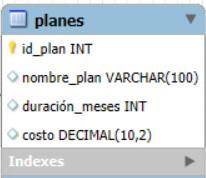 planes
id_plan INT
nombre_plan VARCHAR(100)
duración_meses INT
costo DECIMAL(10,2)
Indexes